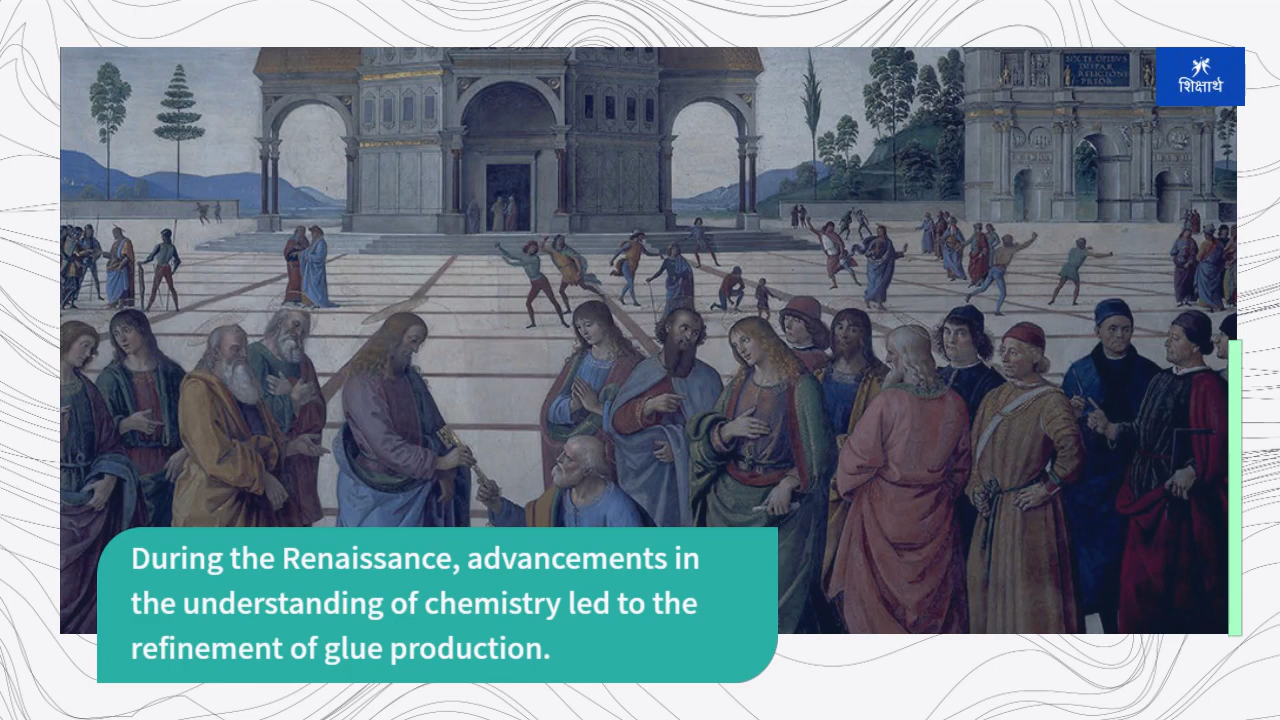 शिक्षार्थ
During the Renaissance, advancements in
the understanding of chemistry led to the
refinement of glue production.